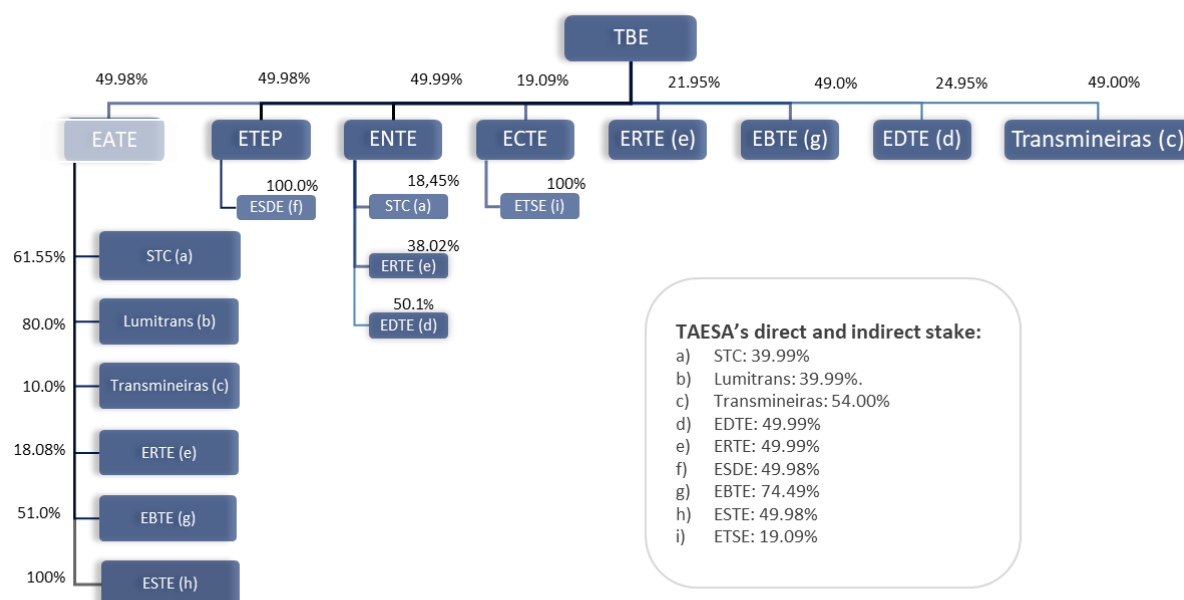 TBE
49.98%
49.98%
49.99%
19.09%
21.95%
49.0%
24.95%
49.00%
EATE
ETEP
ENTE
ECTE
ERTE (e)
EBTE (g)
EDTE (d)
Transmineiras (c)
100.0%
ESDE (f)
18,45%
STC (a)
100%
ETSE (i)
38.02%
ERTE (e)
50.1%
EDTE (d)
61.55%
STC (a)
80.0%
Lumitrans (b)
10.0%
Transmineiras (c)
18.08%
ERTE (e)
51.0%
EBTE (g)
100%
ESTE (h)
TAESA's direct and indirect stake:
a) STC: 39.99%
b) Lumitrans: 39.99%.
c) Transmineiras: 54.00%
d) EDTE: 49.99%
e) ERTE: 49.99%
f) ESDE: 49.98%
g) EBTE: 74.49%
h) ESTE: 49.98%
i) ETSE: 19.09%